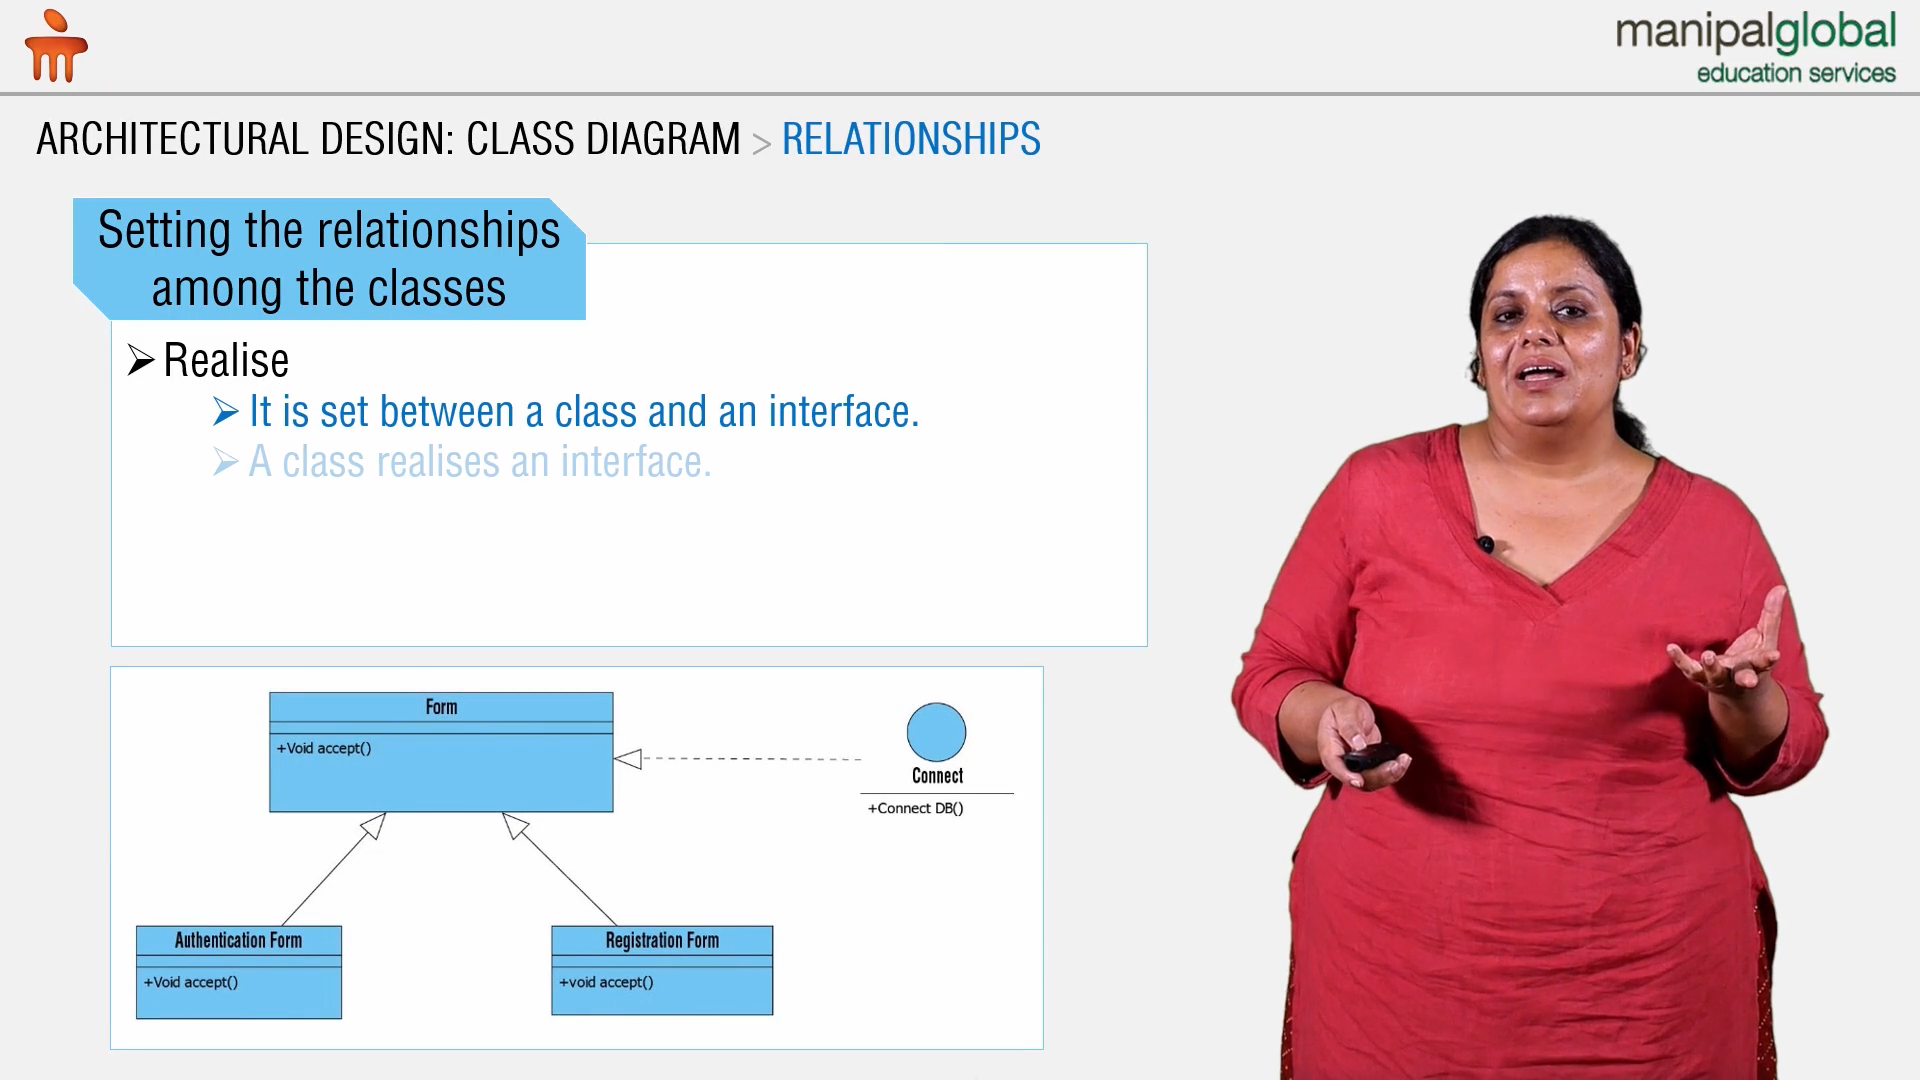 manipalglobal
education services
ARCHITECTURAL DESIGN: CLASS DIAGRAM > RELATIONSHIPS
Setting the relationships
among the classes
Realise
It is set between a class and an interface.
A class realises an interface.
Form
+Void accept()
Connect
+Connect DB()
Authentication Form
+Void accept()
Registration Form
+void accept()